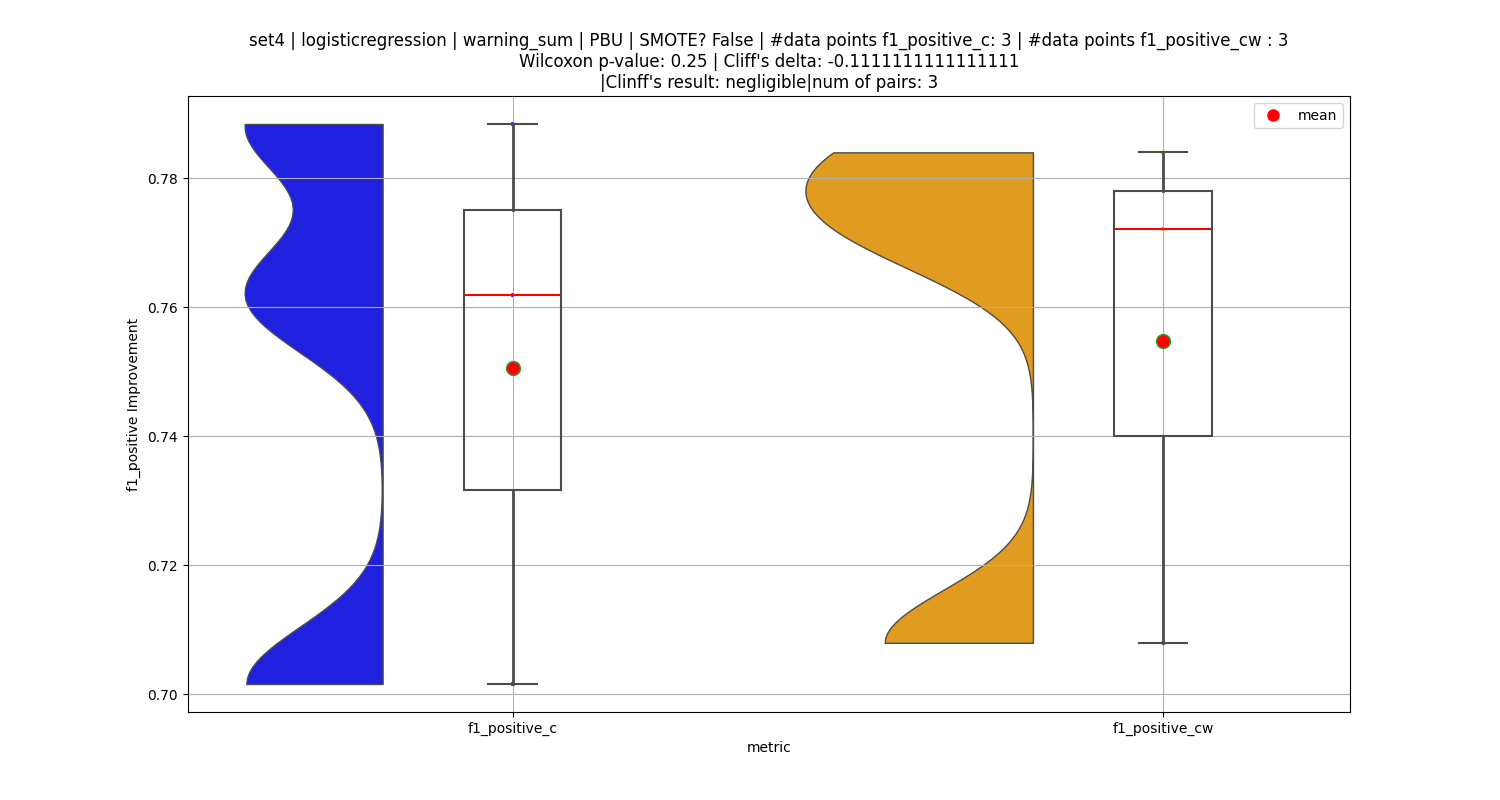 set4 | logisticregression | warning_sum | PBU | SMOTE? False | #data points f1_positive_c: 3 | #data points f1_positive_cw : 3
Wilcoxon p-value: 0.25 | Cliff's delta: -0.1111111111111111
|Clinff's result: negligible|num of pairs: 3
mean
f1_positive Improvement
0.78
0.76
0.74
0.72
0.70
f1_positive_c
f1_positive_cw
metric